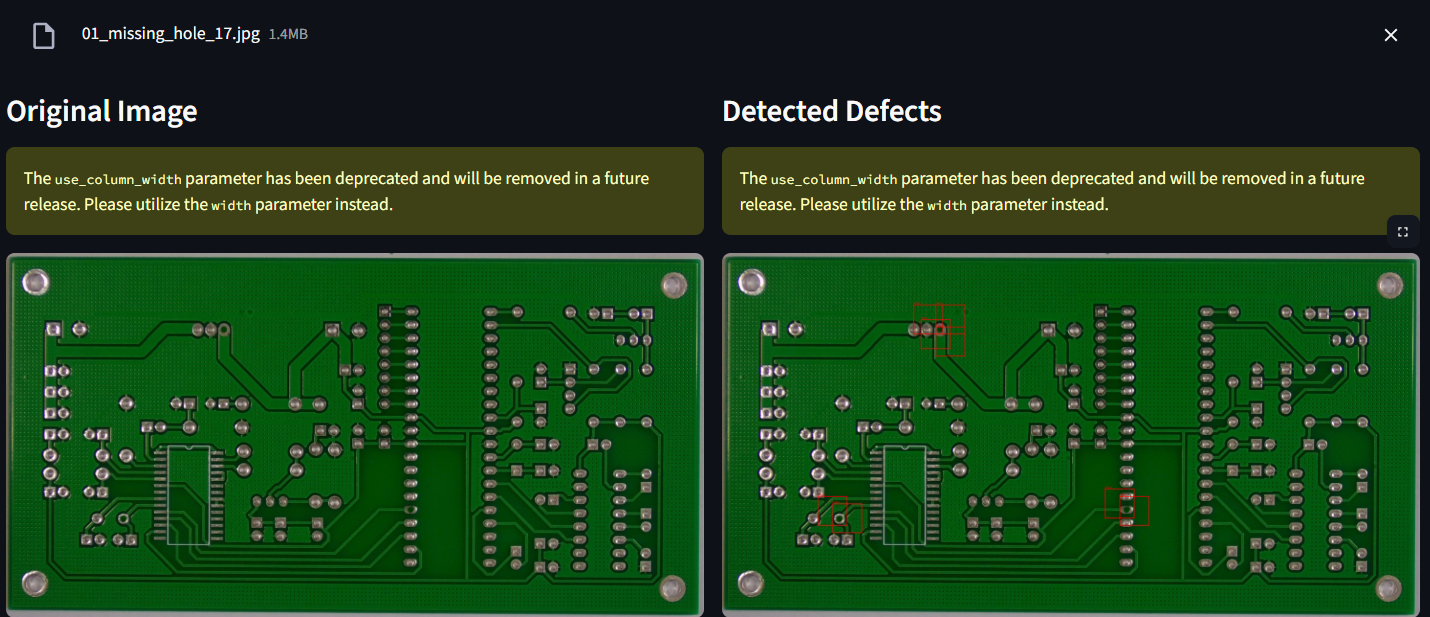 01_missing_hole_17.jpg 1.4MB
Original Image
The use_column_width parameter has been deprecated and will be removed in a future
release. Please utilize the width parameter instead.
Detected Defects
The use_column_width parameter has been deprecated and will be removed in a future
release. Please utilize the width parameter instead.